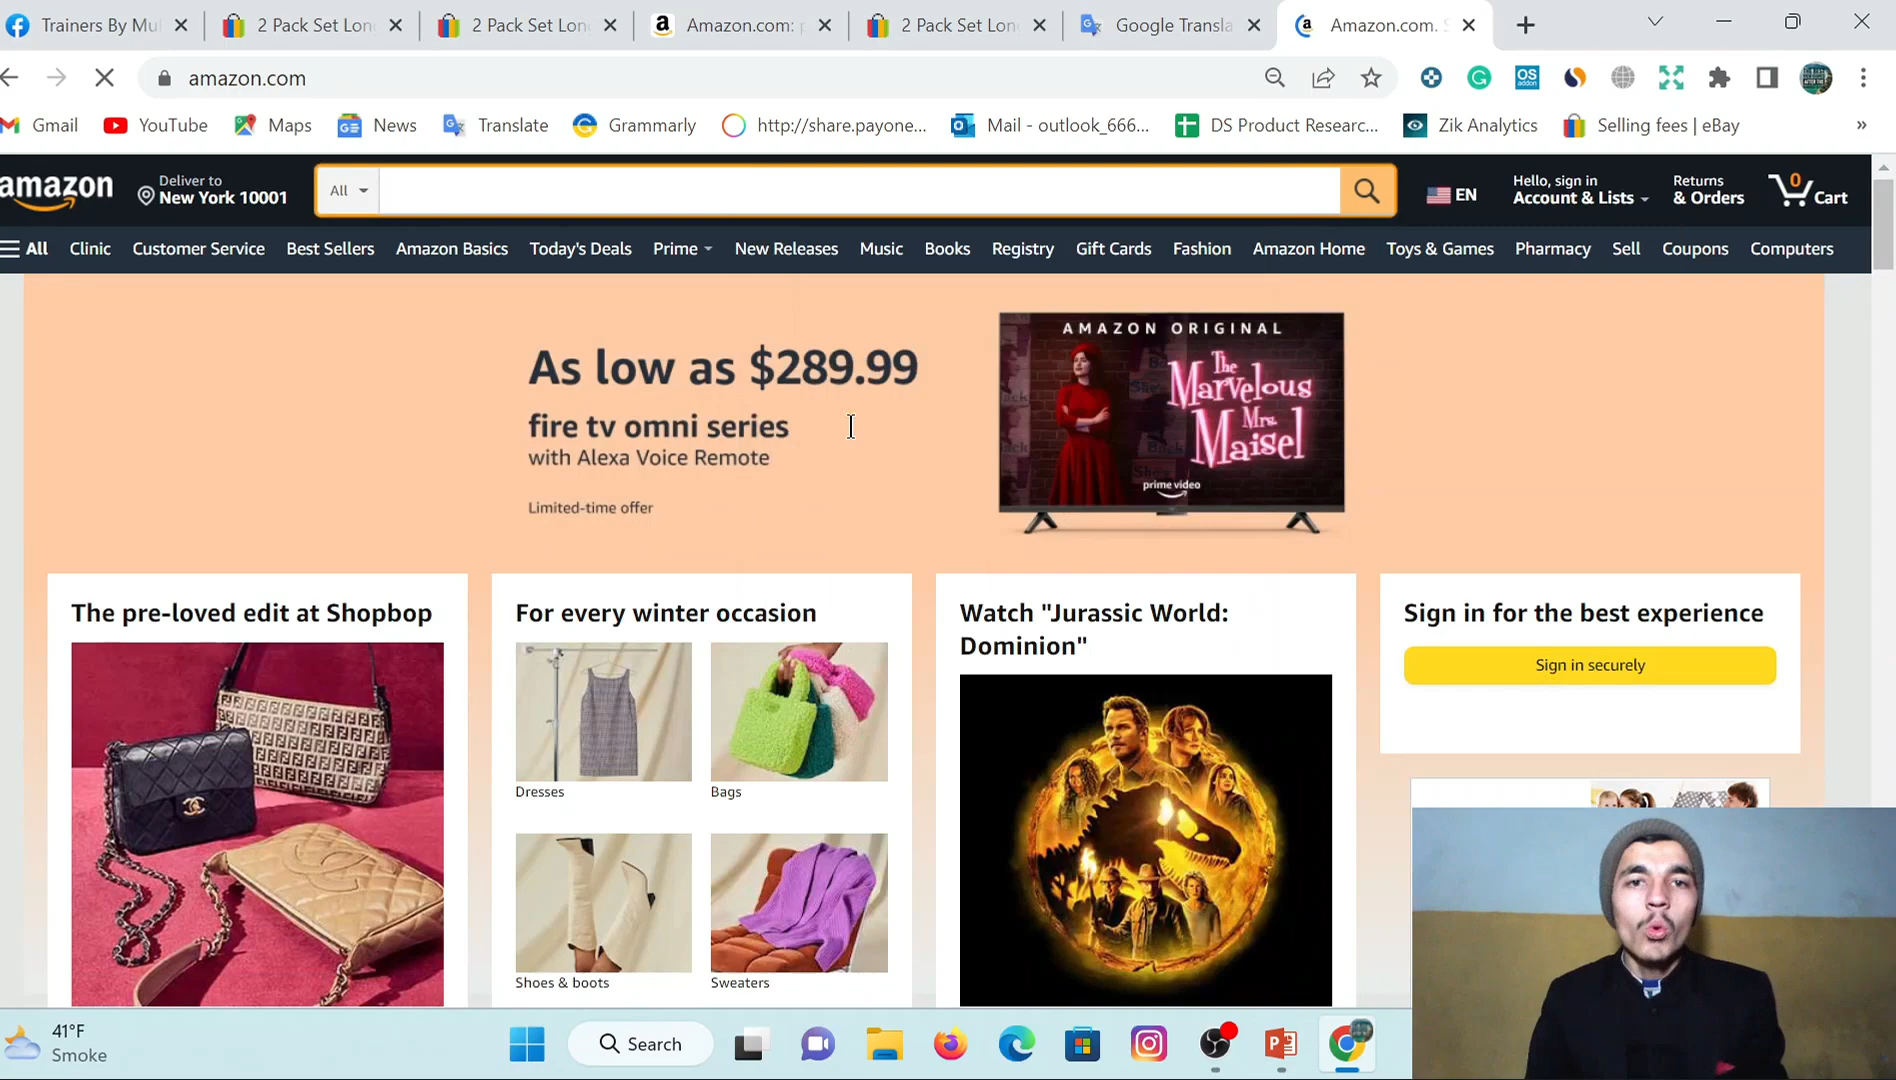 Trainers By Mu
2 Pack Set Lon
2 Pack Set Lon
Amazon.com:
2 Pack Set Lon
Google Transla
Amazon.com. S
amazon.com
Gmail
YouTube
Maps
News
Translate
Grammarly
http://share.payone...
Mail - outlook_666...
DS Product Researc...
Zik Analytics
Selling fees | eBay
»
amazon
Deliver to
New York 10001
All
EN
Hello, sign in
Account & Lists
Returns
& Orders
0
Cart
All
Clinic
Customer Service
Best Sellers
Amazon Basics
Today's Deals
Prime
New Releases
Music
Books
Registry
Gift Cards
Fashion
Amazon Home
Toys & Games
Pharmacy
Sell
Coupons
Computers
As low as $289.99
fire tv omni series
with Alexa Voice Remote
Limited-time offer
AMAZON ORIGINAL
The
Marvelous
Mrs.
Maisel
prime video
The pre-loved edit at Shopbop
For every winter occasion
Dresses
Bags
Shoes & boots
Sweaters
Watch "Jurassic World:
Dominion"
Sign in for the best experience
Sign in securely
41°F
Smoke
Search